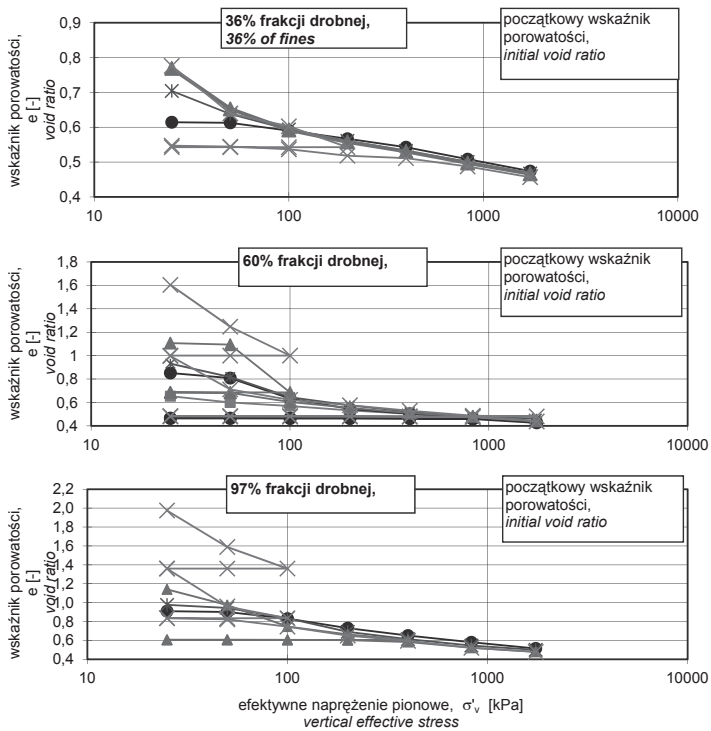 36% frakcji drobnej,
36% of fines
początkowy wskaźnik
porowatości,
initial void ratio
wskaźnik porowatości,
e [-]
void ratio
0,9
0,8
0,7
0,6
0,5
0,4
10
100
1000
10000
60% frakcji drobnej,
początkowy wskaźnik
porowatości,
initial void ratio
wskaźnik porowatości,
e [-]
void ratio
1,8
1,6
1,4
1,2
1
0,8
0,6
0,4
10
100
1000
10000
97% frakcji drobnej,
początkowy wskaźnik
porowatości,
initial void ratio
wskaźnik porowatości,
e [-]
void ratio
2,2
2,0
1,8
1,6
1,4
1,2
1,0
0,8
0,6
0,4
10
100
1000
10000
efektywne naprężenie pionowe, σ'v [kPa]
vertical effective stress